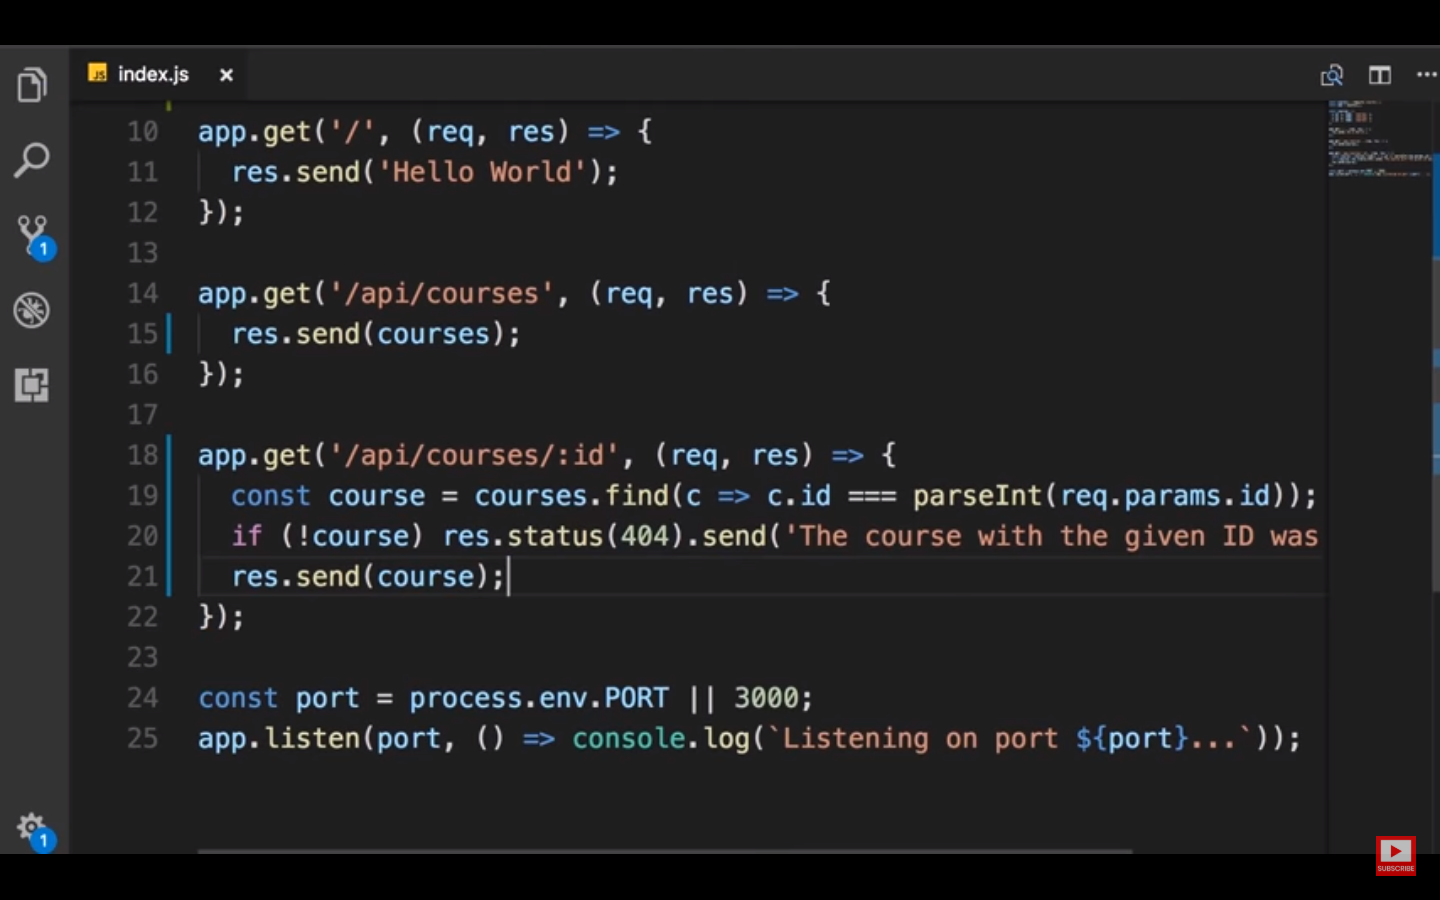 JS index.js ×
10 app.get('/', (req, res) => {
11 res.send('Hello World');
12 });
13
14 app.get('/api/courses', (req, res) => {
15 res.send(courses);
16 });
17
18 app.get('/api/courses/:id', (req, res) => {
19 const course = courses.find(c => c.id === parseInt(req.params.id));
20 if (!course) res.status(404).send('The course with the given ID was
21 res.send(course);
22 });
23
24 const port = process.env.PORT || 3000;
25 app.listen(port, () => console.log(`Listening on port ${port}...`));
1
1
SUBSCRIBE